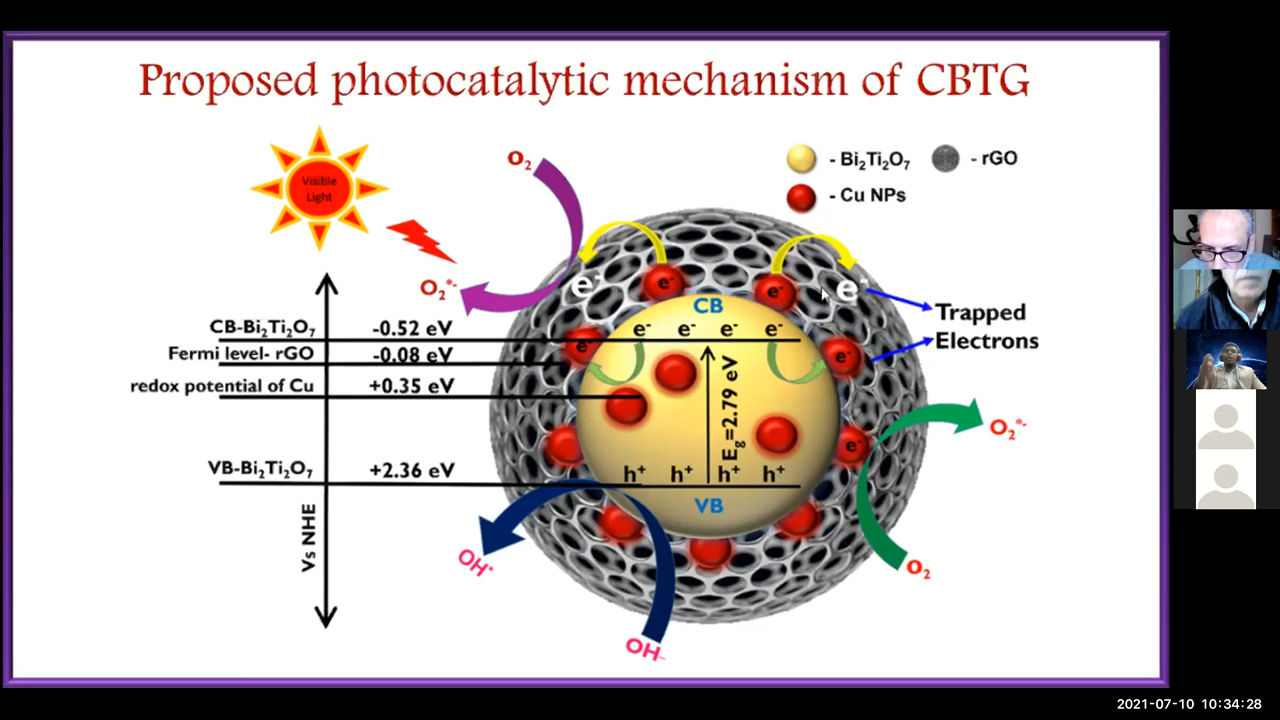 Proposed photocatalytic mechanism of CBTG
Visible
Light
O₂
- Bi₂Ti₂O₇
- rGO
- Cu NPs
O₂•-
e-
e-
e-
e-
CB
Trapped
Electrons
CB-Bi₂Ti₂O₇
-0.52 eV
e- e- e- e-
Fermi level- rGO
-0.08 eV
e-
e-
redox potential of Cu
+0.35 eV
Eg=2.79 eV
O₂•-
e-
VB-Bi₂Ti₂O₇
+2.36 eV
h⁺ h⁺ h⁺ h⁺
VB
Vs NHE
OH•
O₂
OH-
2021-07-10 10:34:28